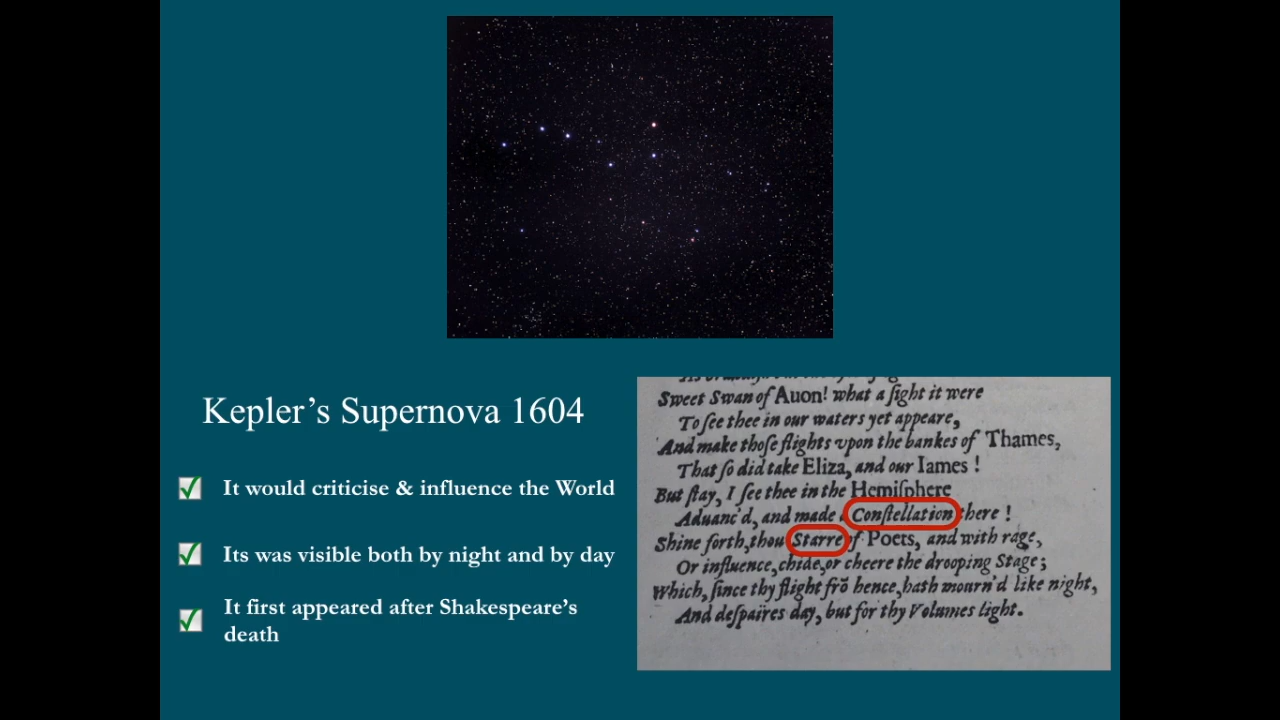 Kepler’s Supernova 1604
It would criticise & influence the World
Its was visible both by night and by day
It first appeared after Shakespeare’s
death
Sweet Swan of Auon! what a ſight it were
To ſee thee in our waters yet appeare,
And make thoſe flights vpon the bankes of Thames,
That ſo did take Eliza, and our Iames !
But ſtay, I ſee thee in the Hemiſphere
Aduanc'd, and made a Conſtellation there !
Shine forth, thou Starre of Poets, and with rage,
Or influence, chide, or cheere the drooping Stage;
Which, ſince thy flight frō hence, hath mourn'd like night,
And deſpaires day, but for thy Volumes light.